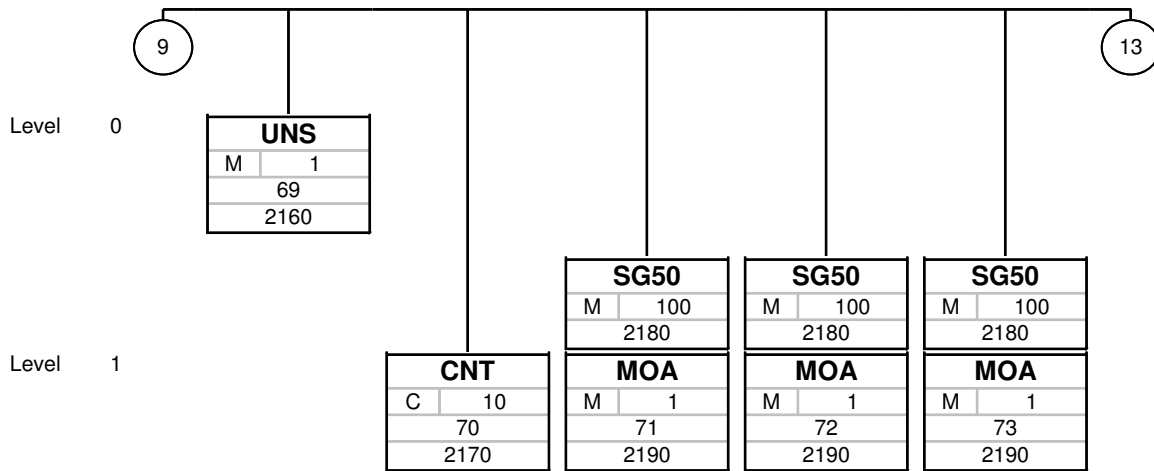 9 13
Level 0
UNS
M 1
69
2160
SG50 SG50 SG50
M 100 M 100 M 100
2180 2180 2180
Level 1
CNT MOA MOA MOA
C 10 M 1 M 1 M 1
70 71 72 73
2170 2190 2190 2190